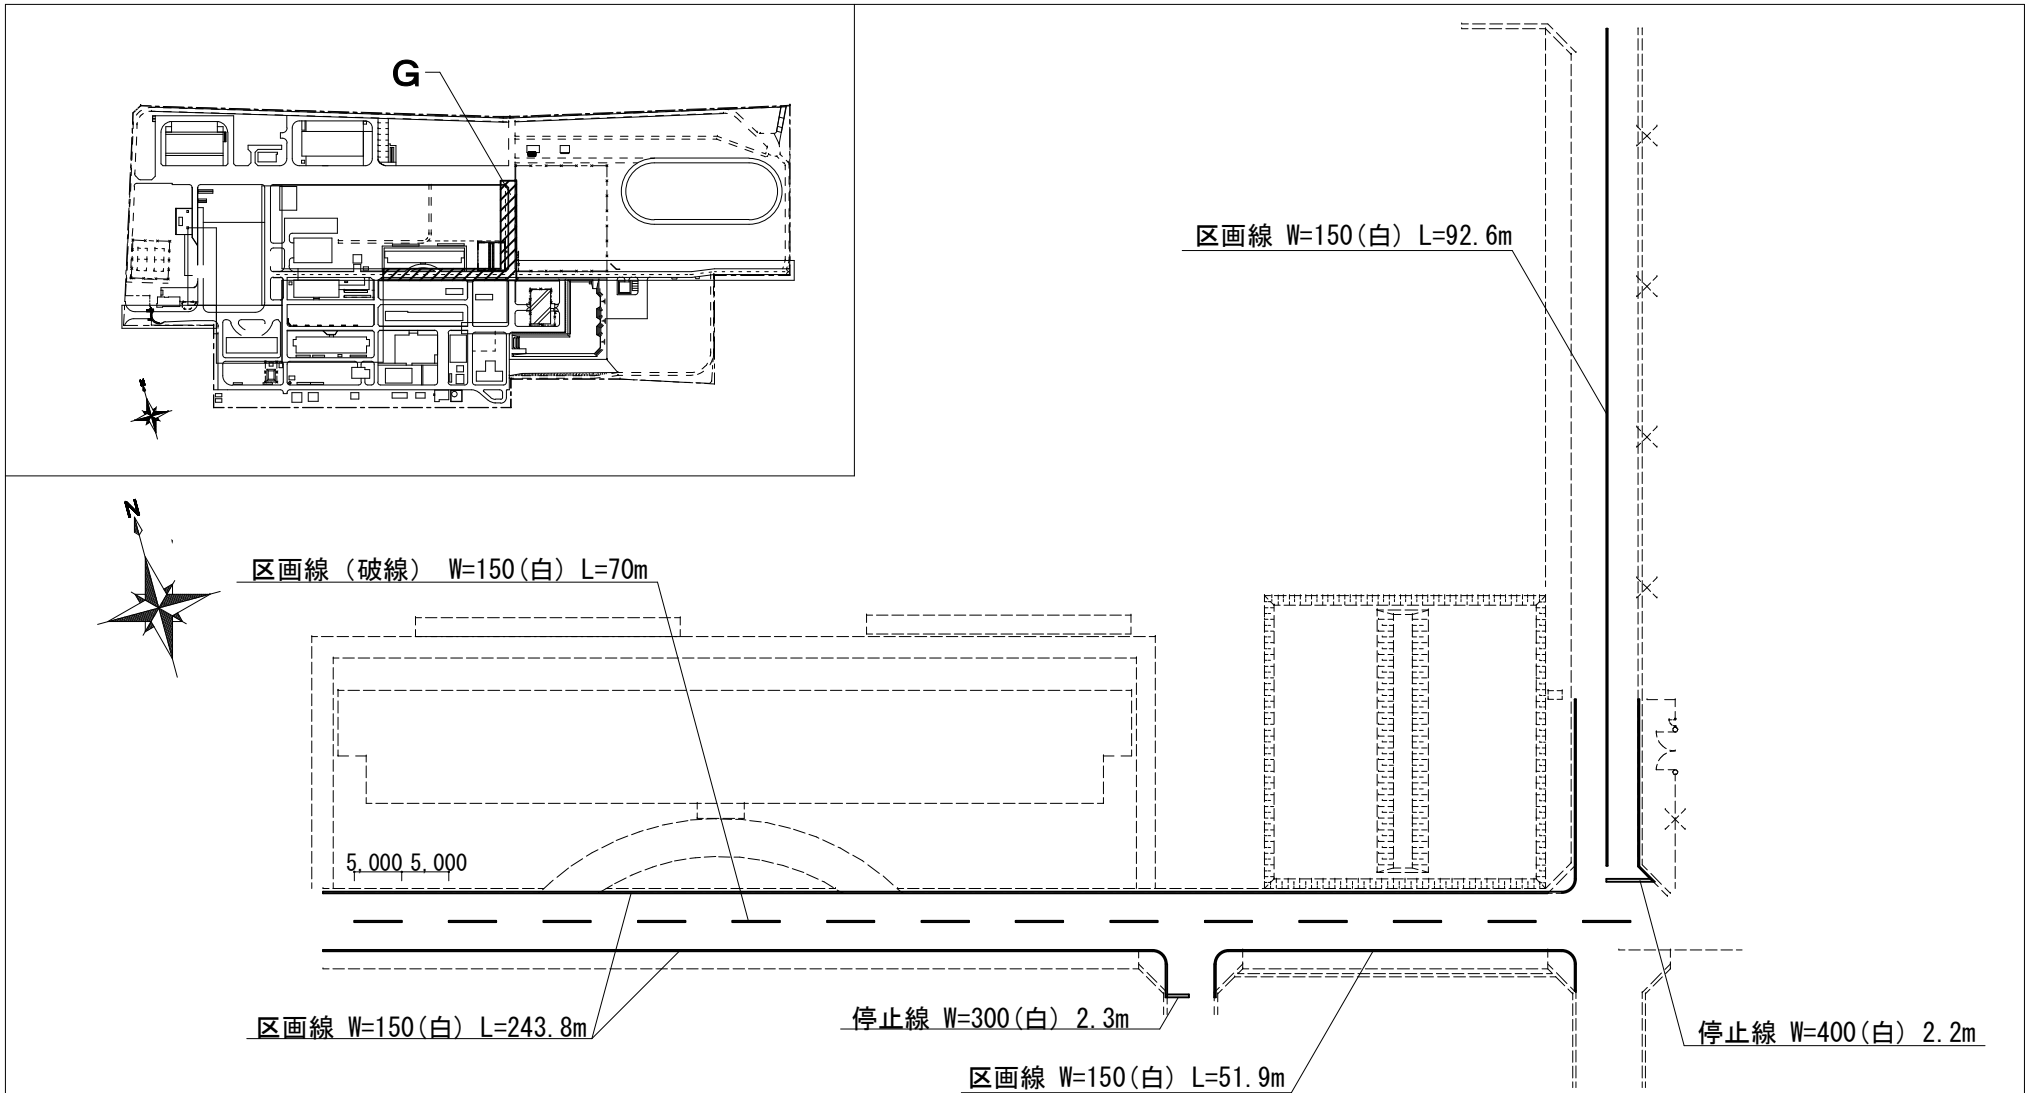 G
区画線 W=150(白) L=92.6m
N
区画線（破線） W=150(白) L=70m
5,000 5,000
区画線 W=150(白) L=243.8m
停止線 W=300(白) 2.3m
停止線 W=400(白) 2.2m
区画線 W=150(白) L=51.9m